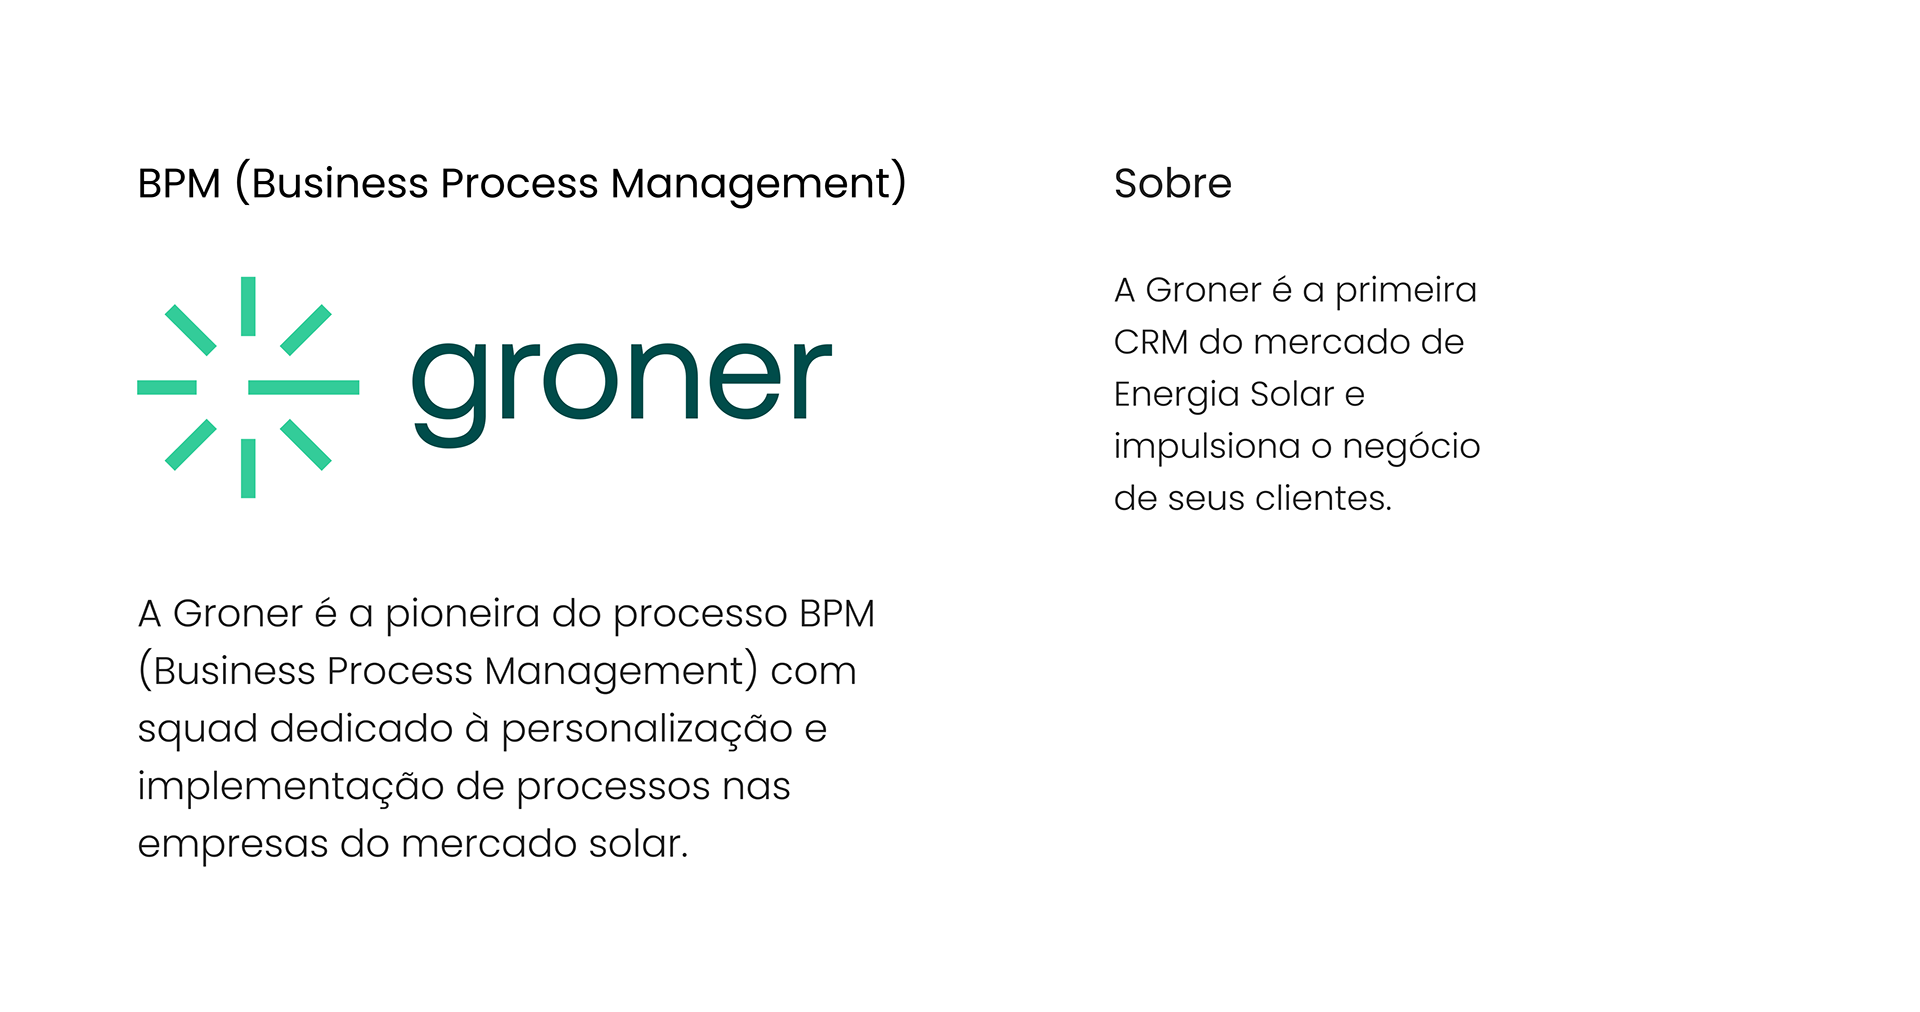 BPM (Business Process Management)
groner
A Groner é a pioneira do processo BPM
(Business Process Management) com
squad dedicado à personalização e
implementação de processos nas
empresas do mercado solar.
Sobre
A Groner é a primeira
CRM do mercado de
Energia Solar e
impulsiona o negócio
de seus clientes.